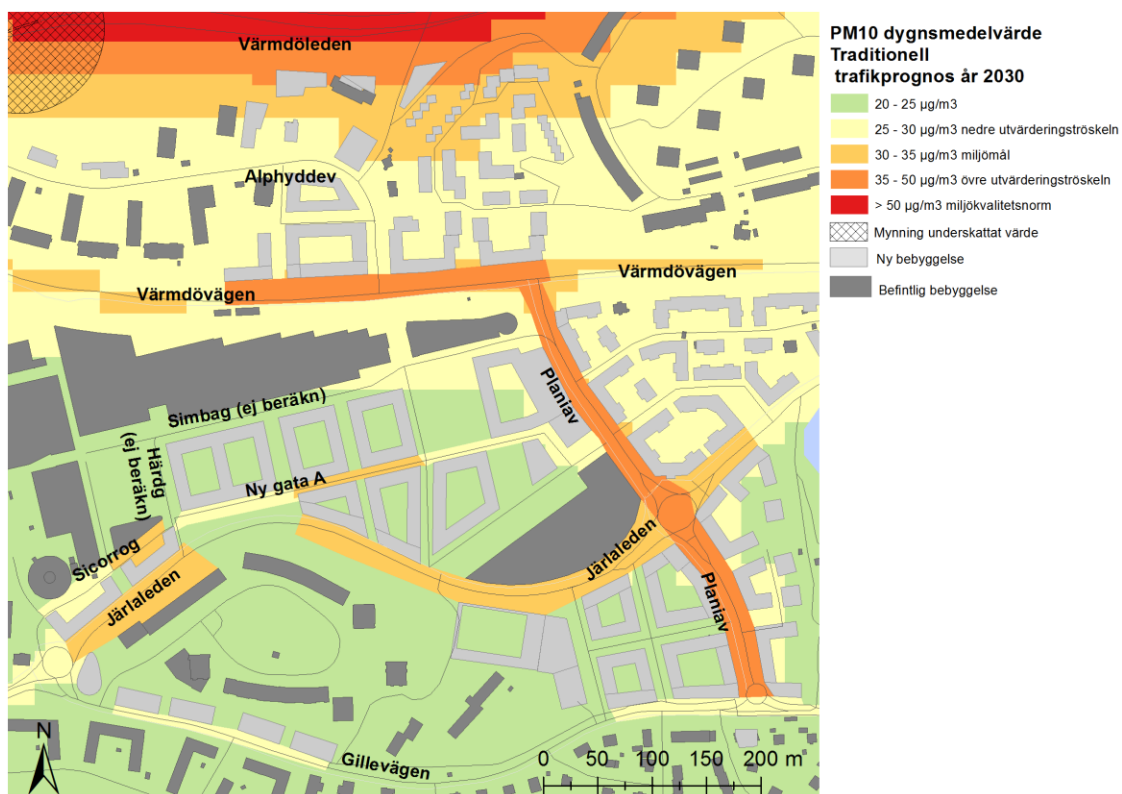 PM10 dygnsmedelvärde
Traditionell
trafikprognos år 2030
20 - 25 µg/m3
25 - 30 µg/m3 nedre utvärderingströskeln
30 - 35 µg/m3 miljömål
35 - 50 µg/m3 övre utvärderingströskeln
> 50 µg/m3 miljökvalitetsnorm
Mynning underskattat värde
Ny bebyggelse
Befintlig bebyggelse
Värmdöleden
Alphyddev
Värmdövägen
Värmdövägen
Planiav
Simbag (ej beräkn)
Härdg
(ej beräkn)
Ny gata A
Sicorrog
Järlaleden
Järlaleden
Planiav
Gillevägen
N
0 50 100 150 200 m